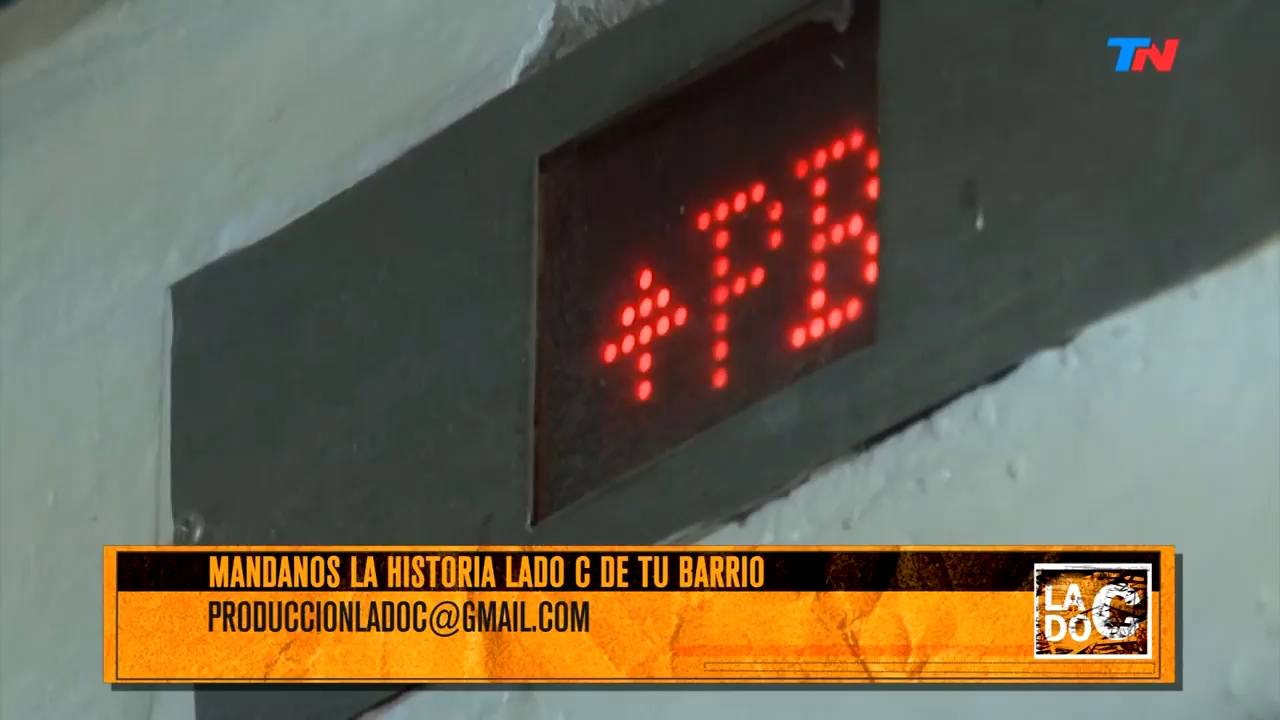 TN
↑PB
MANDANOS LA HISTORIA LADO C DE TU BARRIO
PRODUCCIONLADOC@GMAIL.COM
LA
DO C